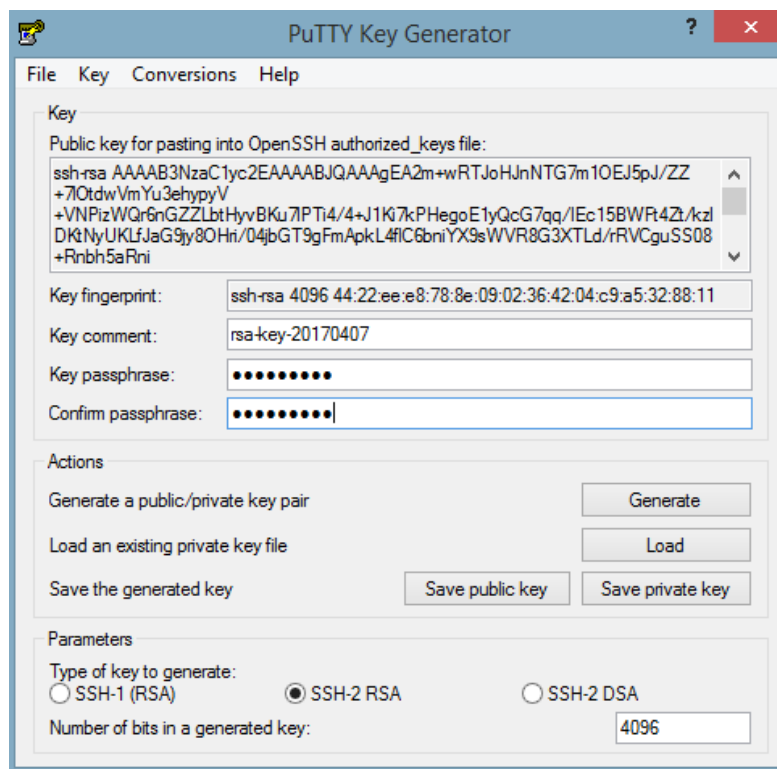 PuTTY Key Generator
? ×
File Key Conversions Help
Key
Public key for pasting into OpenSSH authorized_keys file:
ssh-rsa AAAAB3NzaC1yc2EAAAABJQAAAgEA2m+wRTJoHJnNTG7m1OEJ5pJ/ZZ
+7lOtdwVmYu3ehypyV
+VNPizWQr6nGZZLbtHyvBKu7lPTi4/4+J1Ki7kPHegoE1yQcG7qq/IEc15BWFt4Zt/kzl
DKtNyUKLfJaG9jy8OHri/04jbGT9gFmApkL4flC6bniYX9sWVR8G3XTLd/rRVCguSS08
+Rnbh5aRni
Key fingerprint: ssh-rsa 4096 44:22:ee:e8:78:8e:09:02:36:42:04:c9:a5:32:88:11
Key comment: rsa-key-20170407
Key passphrase: ●●●●●●●●●
Confirm passphrase: ●●●●●●●●●
Actions
Generate a public/private key pair Generate
Load an existing private key file Load
Save the generated key Save public key Save private key
Parameters
Type of key to generate:
SSH-1 (RSA) SSH-2 RSA SSH-2 DSA
Number of bits in a generated key: 4096